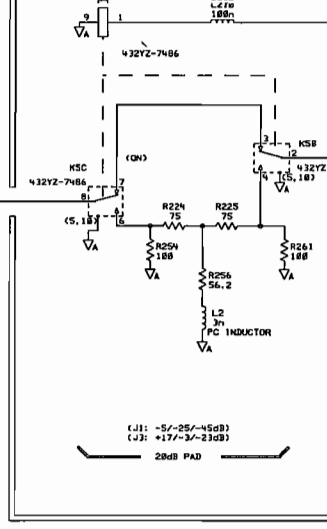 L276
100n
9
1
A
432YZ-7486
K5B
3
2
K5C
(ON)
432YZ-7486
432YZ
7
8
4
(5,10)
A
(5,10)
6
R224
75
R225
75
A
R254
100
R261
100
A
R256
56.2
A
L2
3n
PC INDUCTOR
A
(J1: -5/-25/-45dB)
(J3: +17/-3/-23dB)
20dB PAD